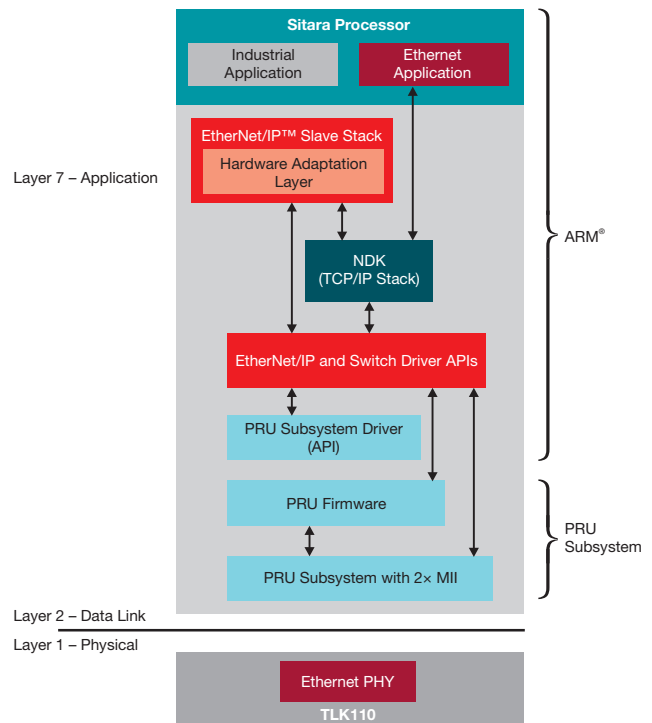 Sitara Processor
Industrial
Application
Ethernet
Application
EtherNet/IP™ Slave Stack
Hardware Adaptation
Layer
Layer 7 – Application
NDK
(TCP/IP Stack)
ARM®
EtherNet/IP and Switch Driver APIs
PRU Subsystem Driver
(API)
PRU Firmware
PRU
Subsystem
PRU Subsystem with 2× MII
Layer 2 – Data Link
Layer 1 – Physical
Ethernet PHY
TLK110